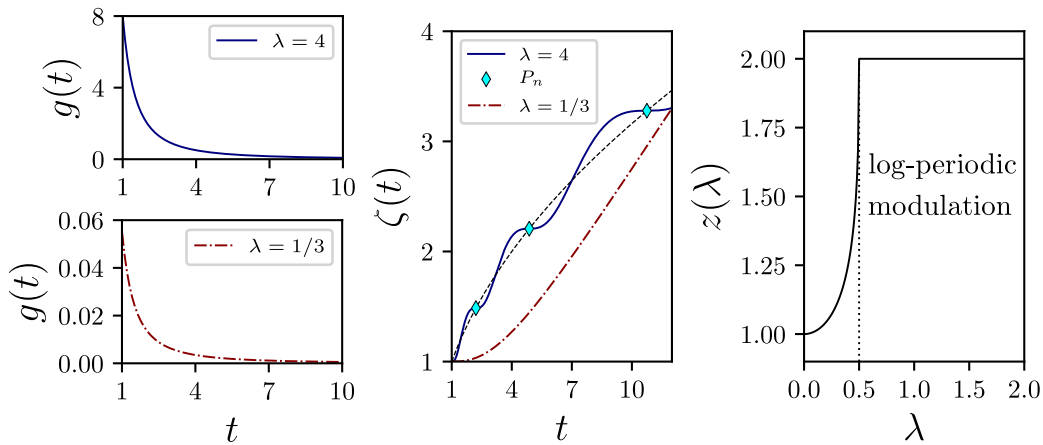 8
4
0
g(t)
λ = 4
1 4 7 10
0.06
0.04
0.02
0.00
g(t)
λ = 1/3
1 4 7 10
t
4
3
2
1
ζ(t)
λ = 4
Pₙ
λ = 1/3
1 4 7 10
t
2.00
1.75
1.50
1.25
1.00
z(λ)
log-periodic
modulation
0.0 0.5 1.0 1.5 2.0
λ